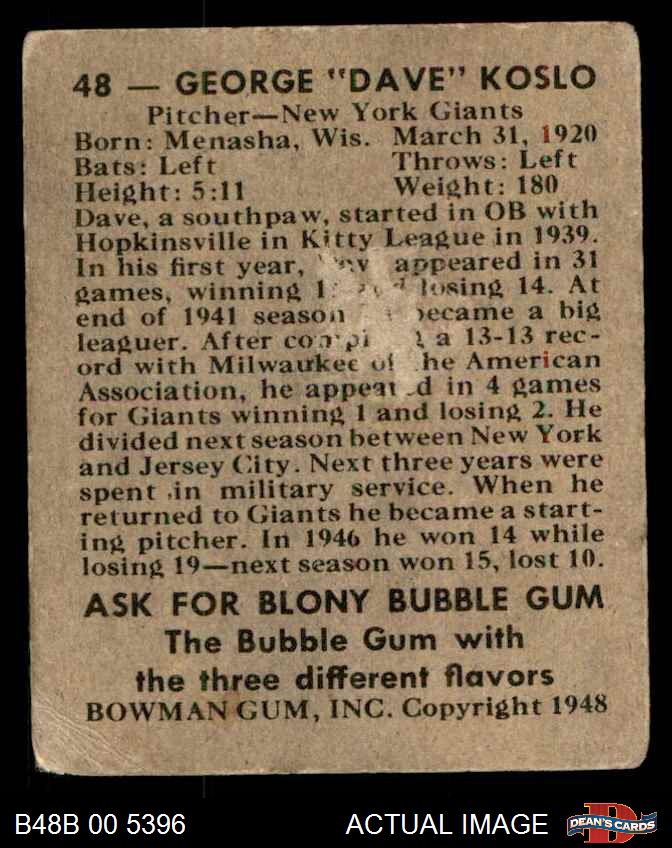 48 — GEORGE "DAVE" KOSLO
Pitcher—New York Giants
Born: Menasha, Wis. March 31, 1920
Bats: Left Throws: Left
Height: 5:11 Weight: 180
Dave, a southpaw, started in OB with
Hopkinsville in Kitty League in 1939.
In his first year, appeared in 31
games, winning losing 14. At
end of 1941 season became a big
leaguer. After a 13-13 rec-
ord with Milwaukee of the American
Association, he appeared in 4 games
for Giants winning 1 and losing 2. He
divided next season between New York
and Jersey City. Next three years were
spent in military service. When he
returned to Giants he became a start-
ing pitcher. In 1946 he won 14 while
losing 19—next season won 15, lost 10.
ASK FOR BLONY BUBBLE GUM
The Bubble Gum with
the three different flavors
BOWMAN GUM, INC. Copyright 1948
B48B 00 5396 ACTUAL IMAGE DEAN'S CARDS